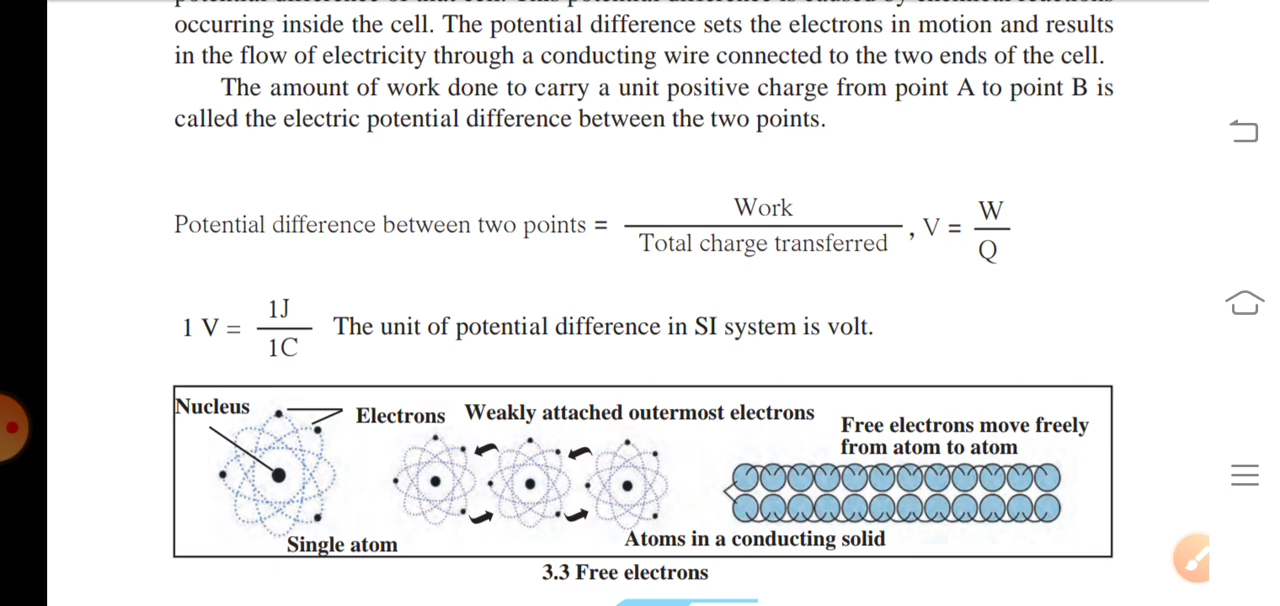 occurring inside the cell. The potential difference sets the electrons in motion and results
in the flow of electricity through a conducting wire connected to the two ends of the cell.
The amount of work done to carry a unit positive charge from point A to point B is
called the electric potential difference between the two points.
Potential difference between two points = Work / Total charge transferred , V = W / Q
1 V = 1J / 1C The unit of potential difference in SI system is volt.
Nucleus
Electrons
Weakly attached outermost electrons
Free electrons move freely
from atom to atom
Single atom
Atoms in a conducting solid
3.3 Free electrons